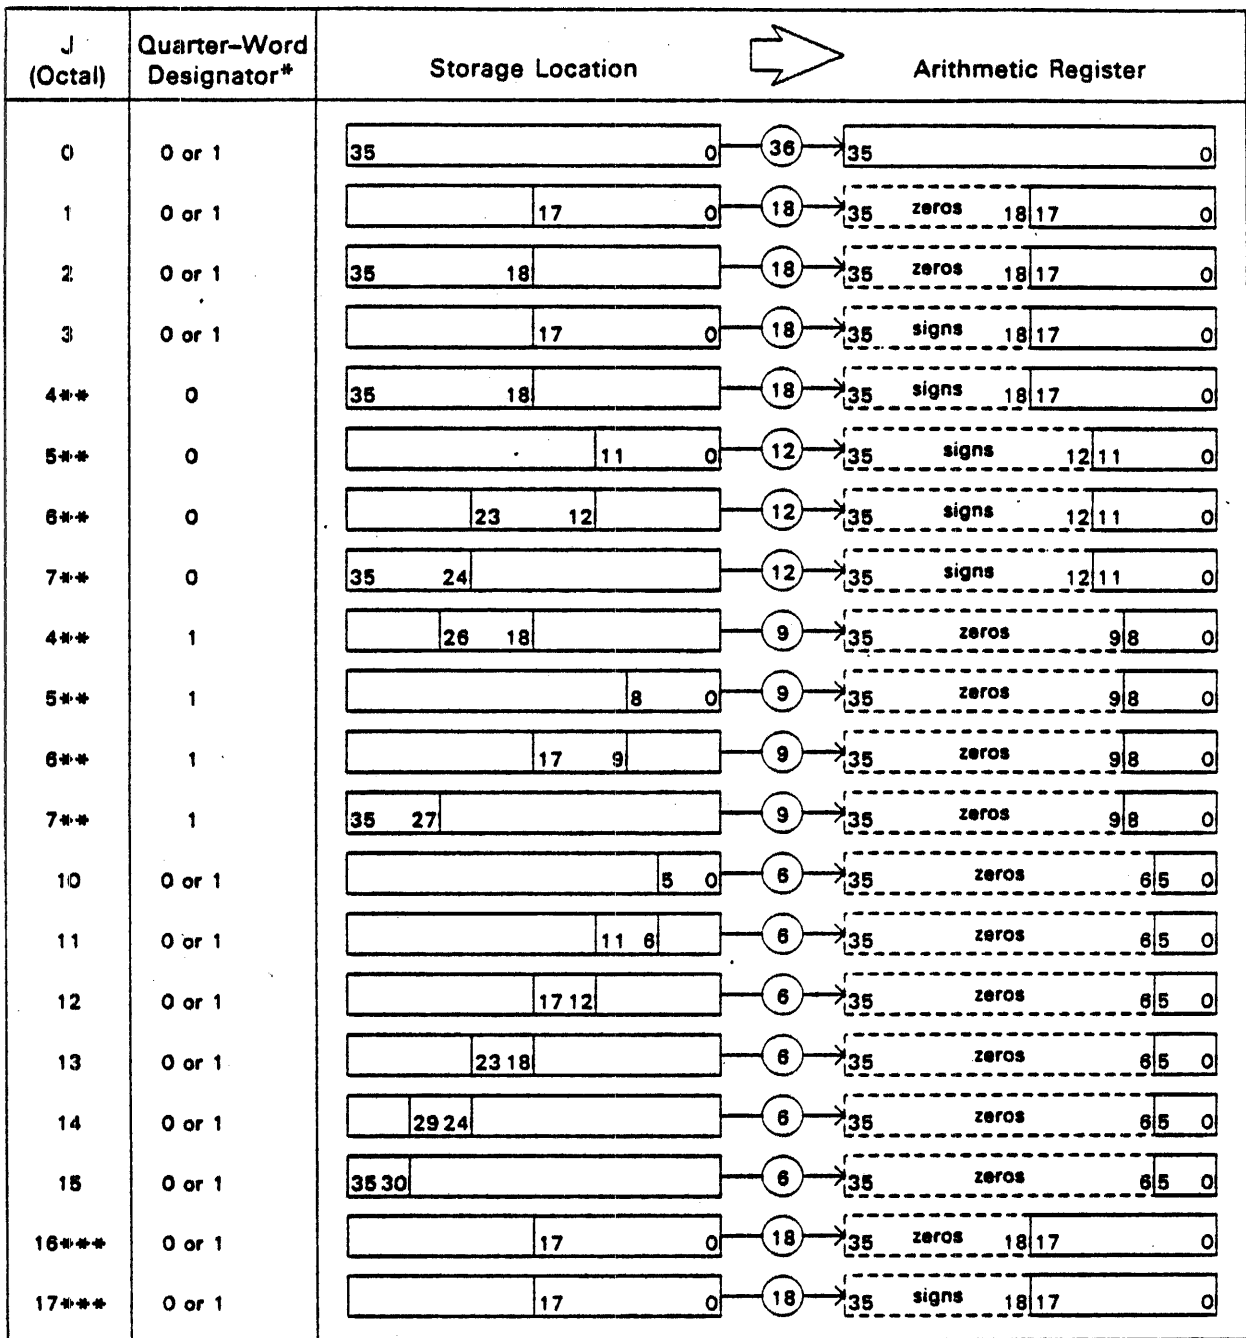 J (Octal) Quarter-Word Designator* Storage Location Arithmetic Register
0 0 or 1 35 0 36 35 0
1 0 or 1 17 0 18 35 zeros 18 17 0
2 0 or 1 35 18 18 35 zeros 18 17 0
3 0 or 1 17 0 18 35 signs 18 17 0
4** 0 35 18 18 35 signs 18 17 0
5** 0 11 0 12 35 signs 12 11 0
6** 0 23 12 12 35 signs 12 11 0
7** 0 35 24 12 35 signs 12 11 0
4** 1 26 18 9 35 zeros 9 8 0
5** 1 8 0 9 35 zeros 9 8 0
6** 1 17 9 9 35 zeros 9 8 0
7** 1 35 27 9 35 zeros 9 8 0
10 0 or 1 5 0 6 35 zeros 6 5 0
11 0 or 1 11 6 6 35 zeros 6 5 0
12 0 or 1 17 12 6 35 zeros 6 5 0
13 0 or 1 23 18 6 35 zeros 6 5 0
14 0 or 1 29 24 6 35 zeros 6 5 0
15 0 or 1 35 30 6 35 zeros 6 5 0
16*** 0 or 1 17 0 18 35 zeros 18 17 0
17*** 0 or 1 17 0 18 35 signs 18 17 0